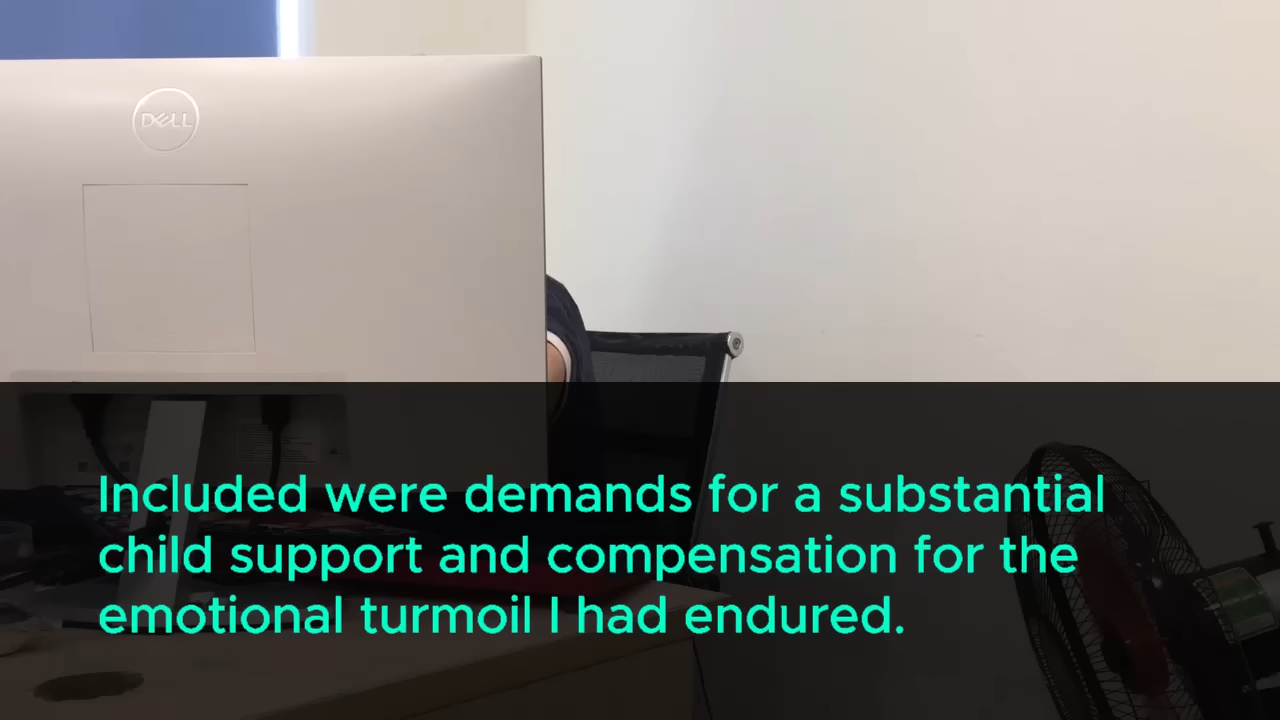 DELL
Included were demands for a substantial
child support and compensation for the
emotional turmoil I had endured.